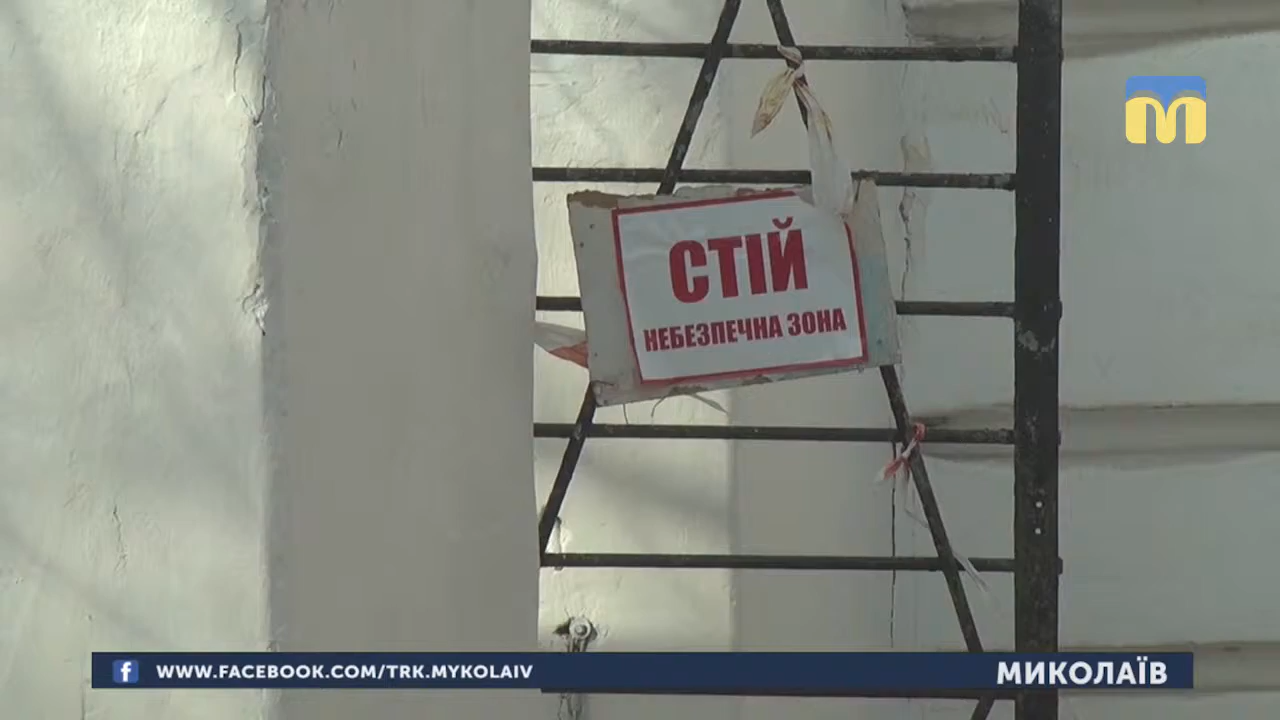 М
СТІЙ
НЕБЕЗПЕЧНА ЗОНА
WWW.FACEBOOK.COM/TRK.MYKOLAIV
МИКОЛАЇВ